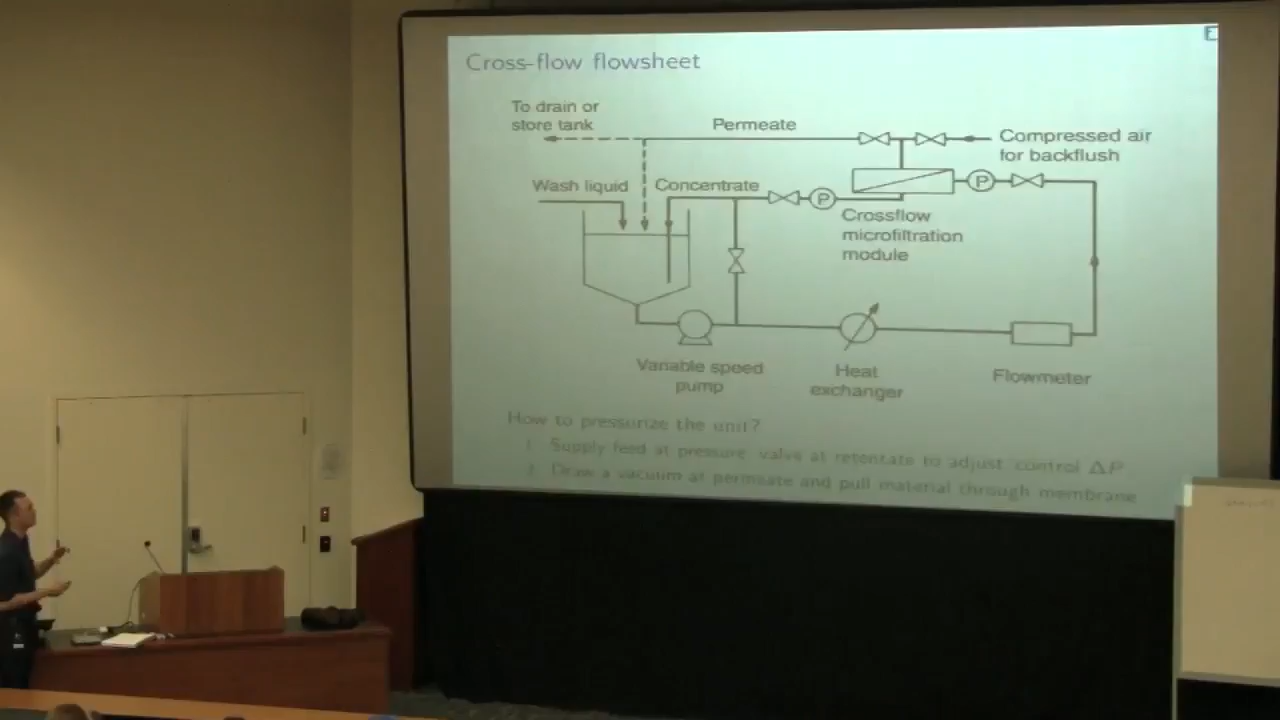 Cross-flow flowsheet
To drain or
store tank
Permeate
Compressed air
for backflush
Wash liquid
Concentrate
P
P
Crossflow
microfiltration
module
Variable speed
pump
Heat
exchanger
Flowmeter
How to pressurize the unit?
1. Supply feed at pressure valve at retentate to adjust control ΔP
2. Draw a vacuum at permeate and pull material through membrane